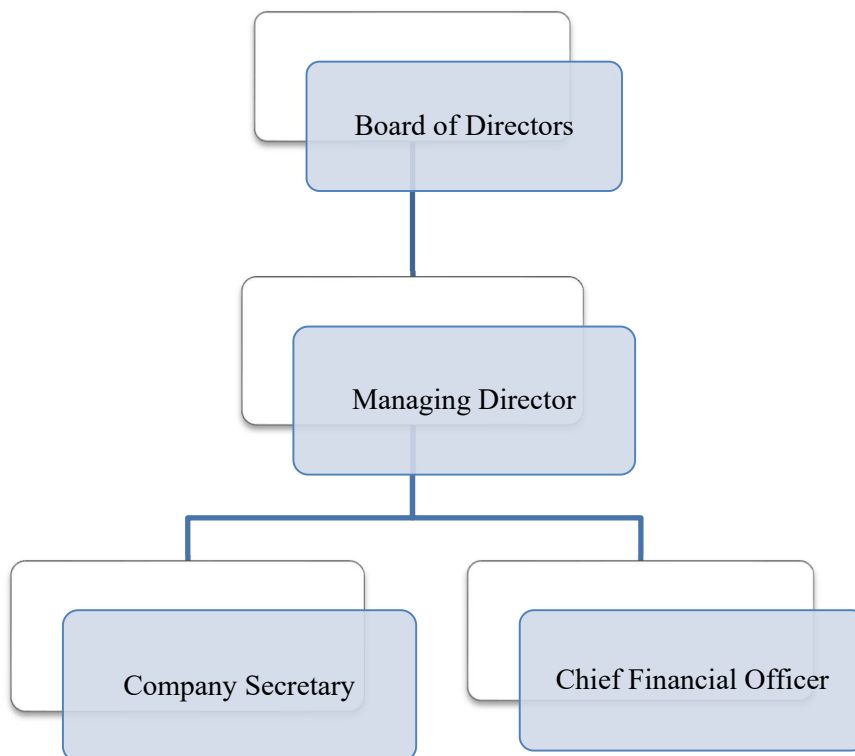 Board of Directors
Managing Director
Company Secretary
Chief Financial Officer